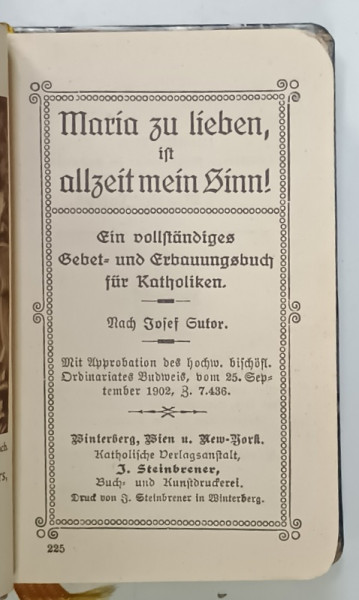 Maria zu lieben,
ist
allzeit mein Sinn!
Ein vollständiges
Gebet- und Erbauungsbuch
für Katholiken.
Nach Josef Sutor.
Mit Approbation des hochw. bischöfl.
Ordinariates Budweis, vom 25. Sep-
tember 1902, Z. 7.436.
Winterberg, Wien u. New-York.
Katholische Verlagsanstalt,
J. Steinbrener,
Buch- und Kunstdruckerei.
Druck von J. Steinbrener in Winterberg.
225